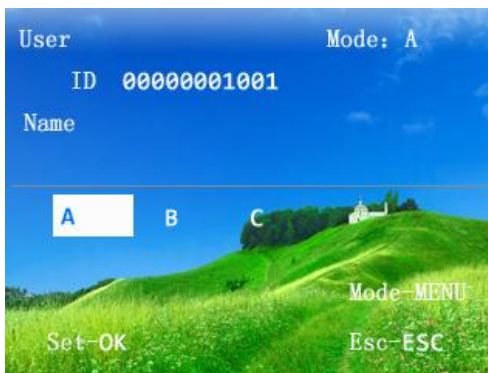 User Mode: A
ID 00000001001
Name
A B C
Mode-MENU
Set-OK Esc-ESC